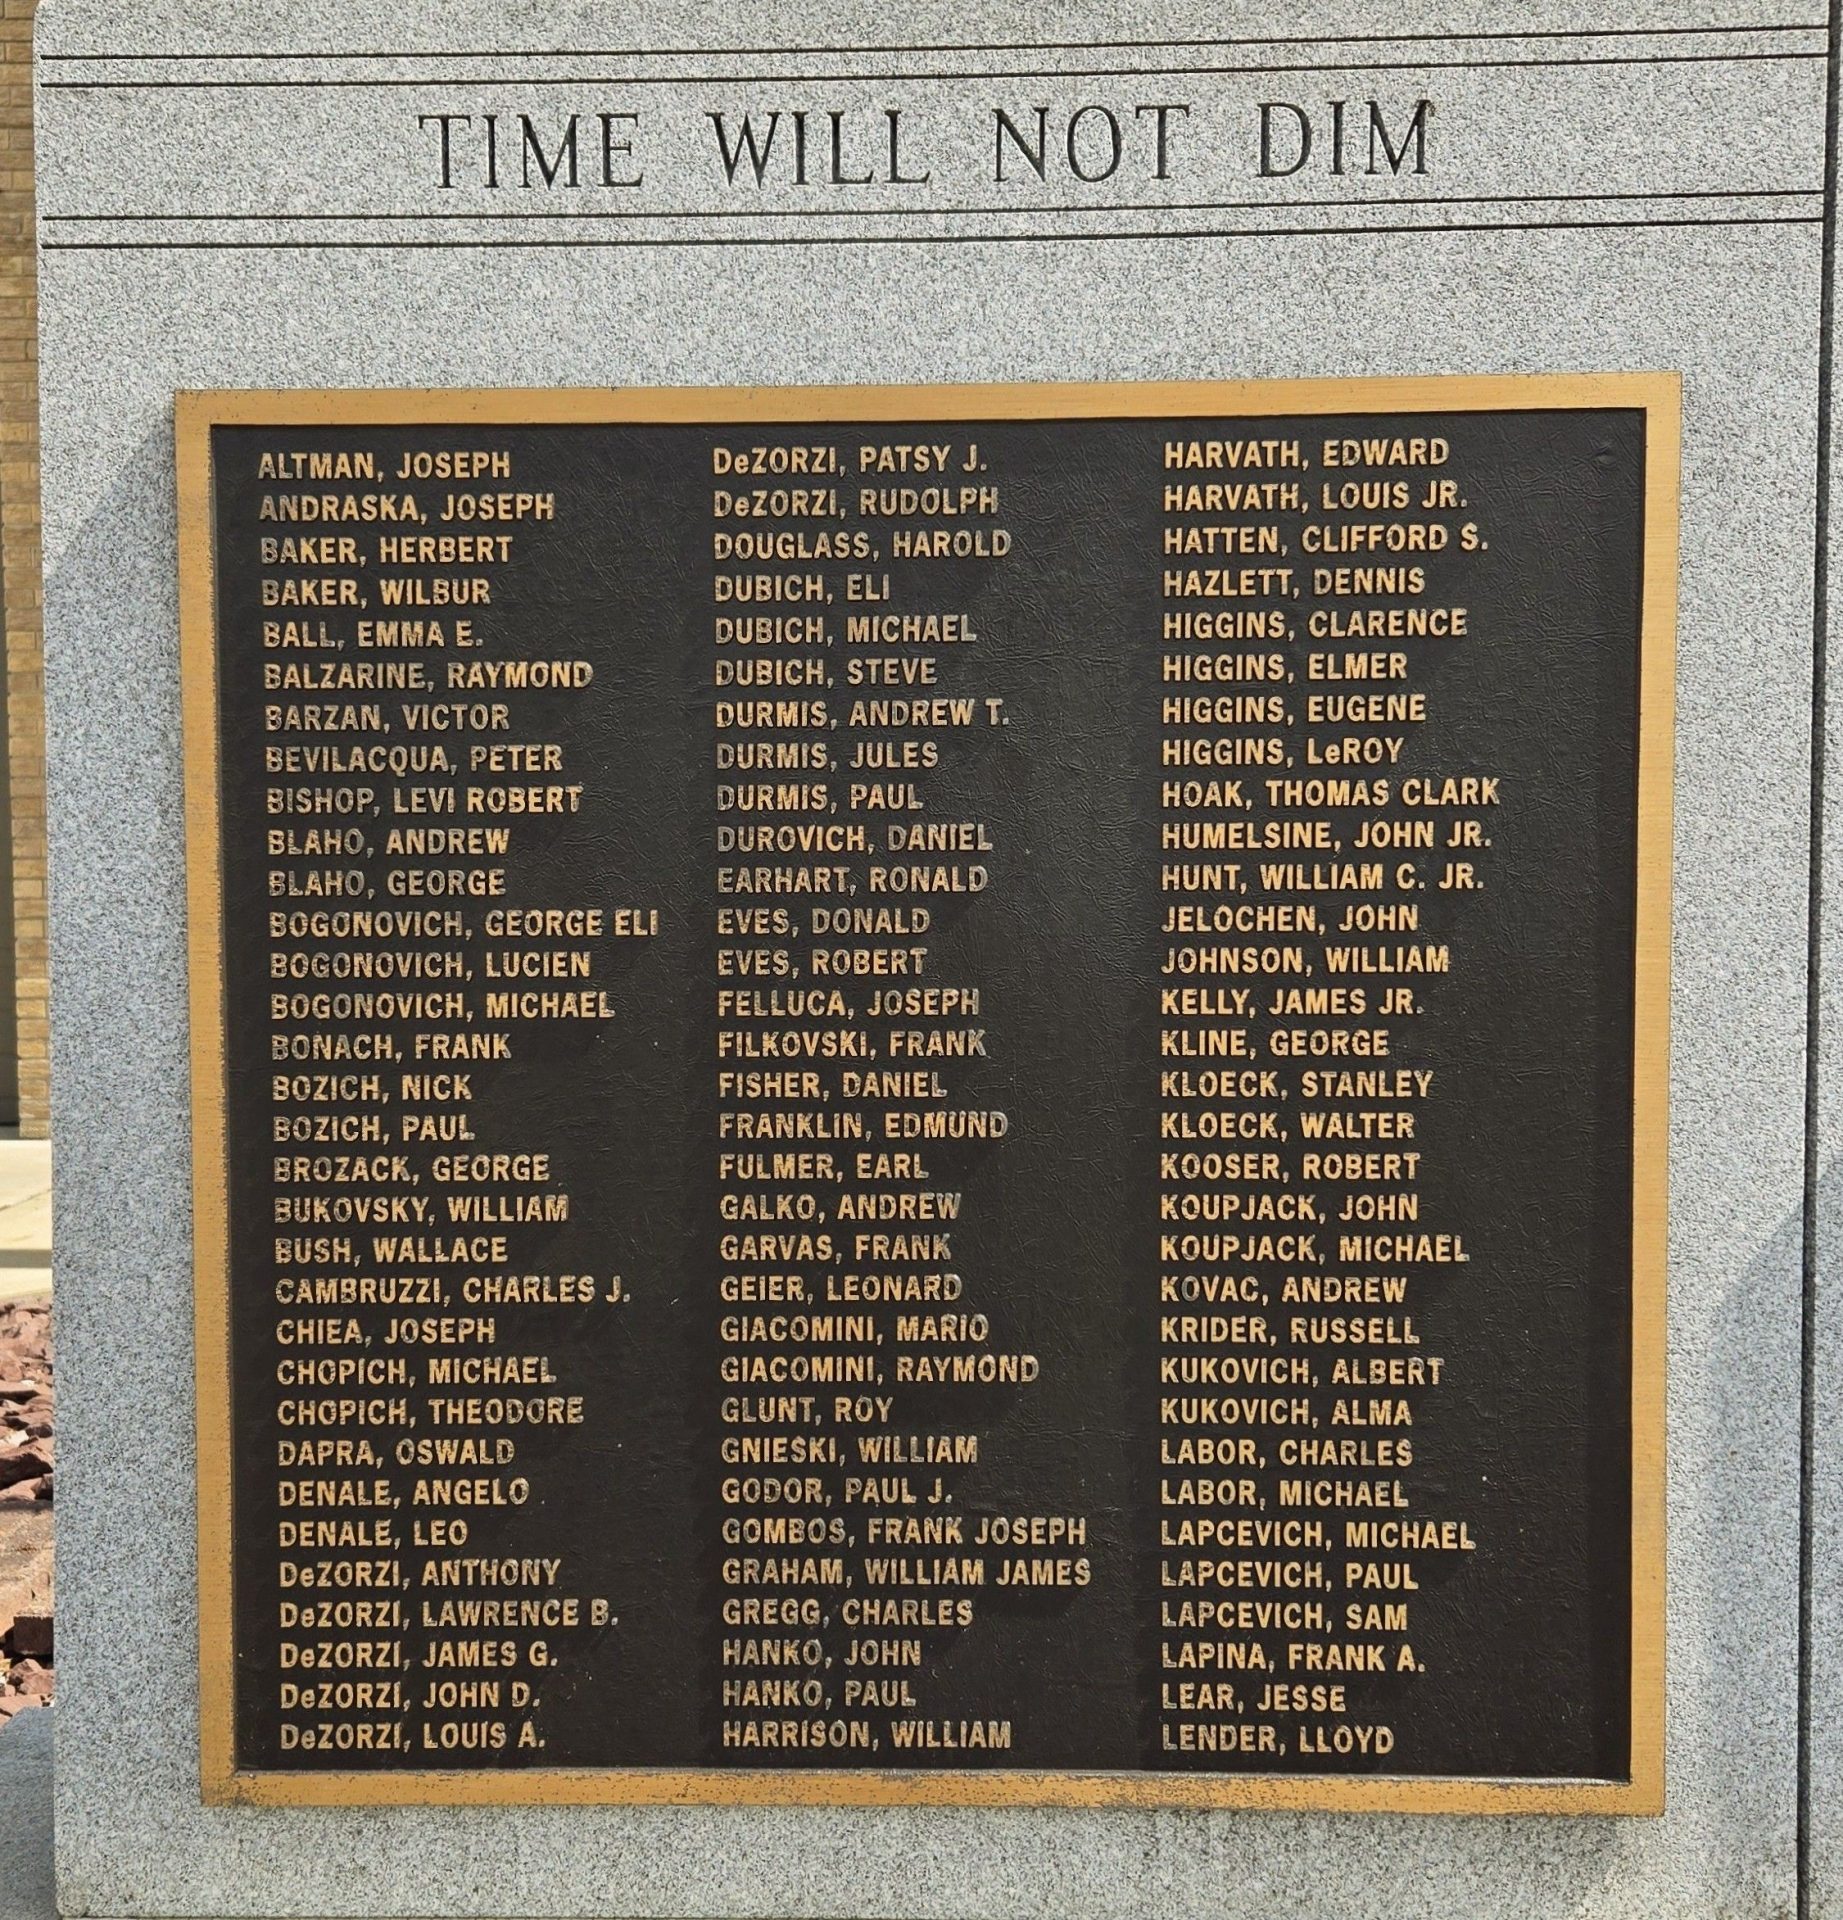 TIME WILL NOT DIM
ALTMAN, JOSEPH
ANDRASKA, JOSEPH
BAKER, HERBERT
BAKER, WILBUR
BALL, EMMA E.
BALZARINE, RAYMOND
BARZAN, VICTOR
BEVILACQUA, PETER
BISHOP, LEVI ROBERT
BLAHO, ANDREW
BLAHO, GEORGE
BOGONOVICH, GEORGE ELI
BOGONOVICH, LUCIEN
BOGONOVICH, MICHAEL
BONACH, FRANK
BOZICH, NICK
BOZICH, PAUL
BROZACK, GEORGE
BUKOVSKY, WILLIAM
BUSH, WALLACE
CAMBRUZZI, CHARLES J.
CHIEA, JOSEPH
CHOPICH, MICHAEL
CHOPICH, THEODORE
DAPRA, OSWALD
DENALE, ANGELO
DENALE, LEO
DeZORZI, ANTHONY
DeZORZI, LAWRENCE B.
DeZORZI, JAMES G.
DeZORZI, JOHN D.
DeZORZI, LOUIS A.
DeZORZI, PATSY J.
DeZORZI, RUDOLPH
DOUGLASS, HAROLD
DUBICH, ELI
DUBICH, MICHAEL
DUBICH, STEVE
DURMIS, ANDREW T.
DURMIS, JULES
DURMIS, PAUL
DUROVICH, DANIEL
EARHART, RONALD
EVES, DONALD
EVES, ROBERT
FELLUCA, JOSEPH
FILKOVSKI, FRANK
FISHER, DANIEL
FRANKLIN, EDMUND
FULMER, EARL
GALKO, ANDREW
GARVAS, FRANK
GEIER, LEONARD
GIACOMINI, MARIO
GIACOMINI, RAYMOND
GLUNT, ROY
GNIESKI, WILLIAM
GODOR, PAUL J.
GOMBOS, FRANK JOSEPH
GRAHAM, WILLIAM JAMES
GREGG, CHARLES
HANKO, JOHN
HANKO, PAUL
HARRISON, WILLIAM
HARVATH, EDWARD
HARVATH, LOUIS JR.
HATTEN, CLIFFORD S.
HAZLETT, DENNIS
HIGGINS, CLARENCE
HIGGINS, ELMER
HIGGINS, EUGENE
HIGGINS, LeROY
HOAK, THOMAS CLARK
HUMELSINE, JOHN JR.
HUNT, WILLIAM C. JR.
JELOCHEN, JOHN
JOHNSON, WILLIAM
KELLY, JAMES JR.
KLINE, GEORGE
KLOECK, STANLEY
KLOECK, WALTER
KOOSER, ROBERT
KOUPJACK, JOHN
KOUPJACK, MICHAEL
KOVAC, ANDREW
KRIDER, RUSSELL
KUKOVICH, ALBERT
KUKOVICH, ALMA
LABOR, CHARLES
LABOR, MICHAEL
LAPCEVICH, MICHAEL
LAPCEVICH, PAUL
LAPCEVICH, SAM
LAPINA, FRANK A.
LEAR, JESSE
LENDER, LLOYD